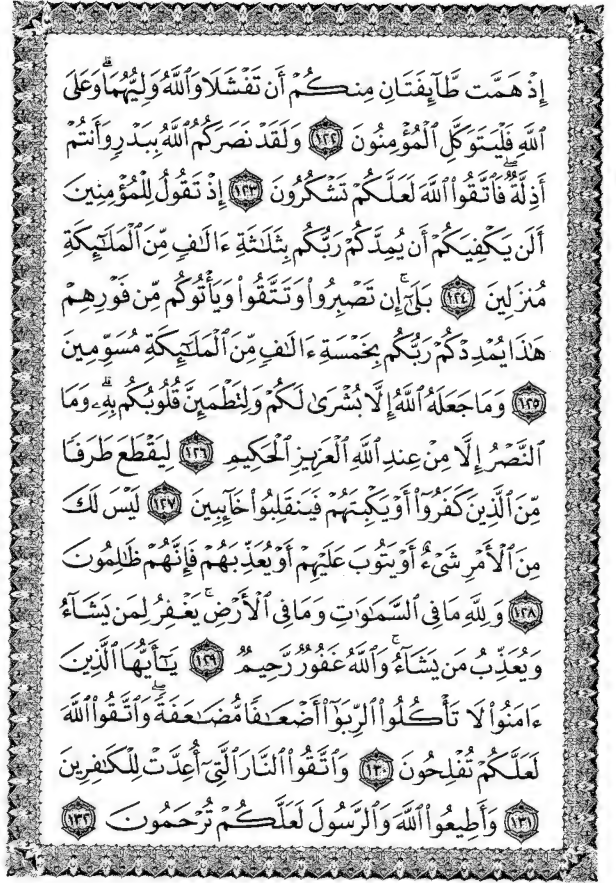 إِذْ هَمَّت طَّآئِفَتَانِ مِنكُمْ أَن تَفْشَلَا وَٱللَّهُ وَلِيُّهُمَا ۗ وَعَلَى
ٱللَّهِ فَلْيَتَوَكَّلِ ٱلْمُؤْمِنُونَ ١٢٢ وَلَقَدْ نَصَرَكُمُ ٱللَّهُ بِبَدْرٍ وَأَنتُمْ
أَذِلَّةٌ ۖ فَٱتَّقُوا۟ ٱللَّهَ لَعَلَّكُمْ تَشْكُرُونَ ١٢٣ إِذْ تَقُولُ لِلْمُؤْمِنِينَ
أَلَن يَكْفِيَكُمْ أَن يُمِدَّكُمْ رَبُّكُم بِثَلَـٰثَةِ ءَالَـٰفٍ مِّنَ ٱلْمَلَـٰٓئِكَةِ
مُنزَلِينَ ١٢٤ بَلَىٰٓ ۚ إِن تَصْبِرُوا۟ وَتَتَّقُوا۟ وَيَأْتُوكُم مِّن فَوْرِهِمْ
هَـٰذَا يُمْدِدْكُمْ رَبُّكُم بِخَمْسَةِ ءَالَـٰفٍ مِّنَ ٱلْمَلَـٰٓئِكَةِ مُسَوِّمِينَ
١٢٥ وَمَا جَعَلَهُ ٱللَّهُ إِلَّا بُشْرَىٰ لَكُمْ وَلِتَطْمَئِنَّ قُلُوبُكُم بِهِۦ ۗ وَمَا
ٱلنَّصْرُ إِلَّا مِنْ عِندِ ٱللَّهِ ٱلْعَزِيزِ ٱلْحَكِيمِ ١٢٦ لِيَقْطَعَ طَرَفًا
مِّنَ ٱلَّذِينَ كَفَرُوٓا۟ أَوْ يَكْبِتَهُمْ فَيَنقَلِبُوا۟ خَآئِبِينَ ١٢٧ لَيْسَ لَكَ
مِنَ ٱلْأَمْرِ شَىْءٌ أَوْ يَتُوبَ عَلَيْهِمْ أَوْ يُعَذِّبَهُمْ فَإِنَّهُمْ ظَـٰلِمُونَ
١٢٨ وَلِلَّهِ مَا فِى ٱلسَّمَـٰوَٰتِ وَمَا فِى ٱلْأَرْضِ ۚ يَغْفِرُ لِمَن يَشَآءُ
وَيُعَذِّبُ مَن يَشَآءُ ۚ وَٱللَّهُ غَفُورٌ رَّحِيمٌ ١٢٩ يَـٰٓأَيُّهَا ٱلَّذِينَ
ءَامَنُوا۟ لَا تَأْكُلُوا۟ ٱلرِّبَوٰٓا۟ أَضْعَـٰفًا مُّضَـٰعَفَةً ۖ وَٱتَّقُوا۟ ٱللَّهَ
لَعَلَّكُمْ تُفْلِحُونَ ١٣٠ وَٱتَّقُوا۟ ٱلنَّارَ ٱلَّتِىٓ أُعِدَّتْ لِلْكَـٰفِرِينَ
١٣١ وَأَطِيعُوا۟ ٱللَّهَ وَٱلرَّسُولَ لَعَلَّكُمْ تُرْحَمُونَ ١٣٢